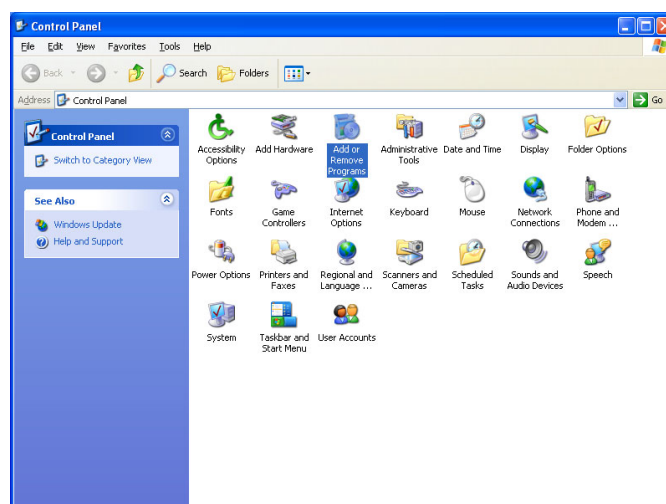 Control Panel
File Edit View Favorites Tools Help
Back Search Folders
Address Control Panel Go
Control Panel
Switch to Category View
See Also
Windows Update
Help and Support
Accessibility Options
Add Hardware
Add or Remove Programs
Administrative Tools
Date and Time
Display
Folder Options
Fonts
Game Controllers
Internet Options
Keyboard
Mouse
Network Connections
Phone and Modem ...
Power Options
Printers and Faxes
Regional and Language ...
Scanners and Cameras
Scheduled Tasks
Sounds and Audio Devices
Speech
System
Taskbar and Start Menu
User Accounts